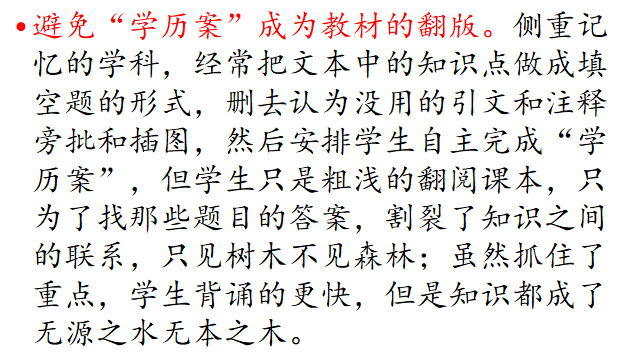 •避免“学历案”成为教材的翻版。侧重记
忆的学科，经常把文本中的知识点做成填
空题的形式，删去认为没用的引文和注释
旁批和插图，然后安排学生自主完成“学
历案”，但学生只是粗浅的翻阅课本，只
为了找那些题目的答案，割裂了知识之间
的联系，只见树木不见森林；虽然抓住了
重点，学生背诵的更快，但是知识都成了
无源之水无本之木。